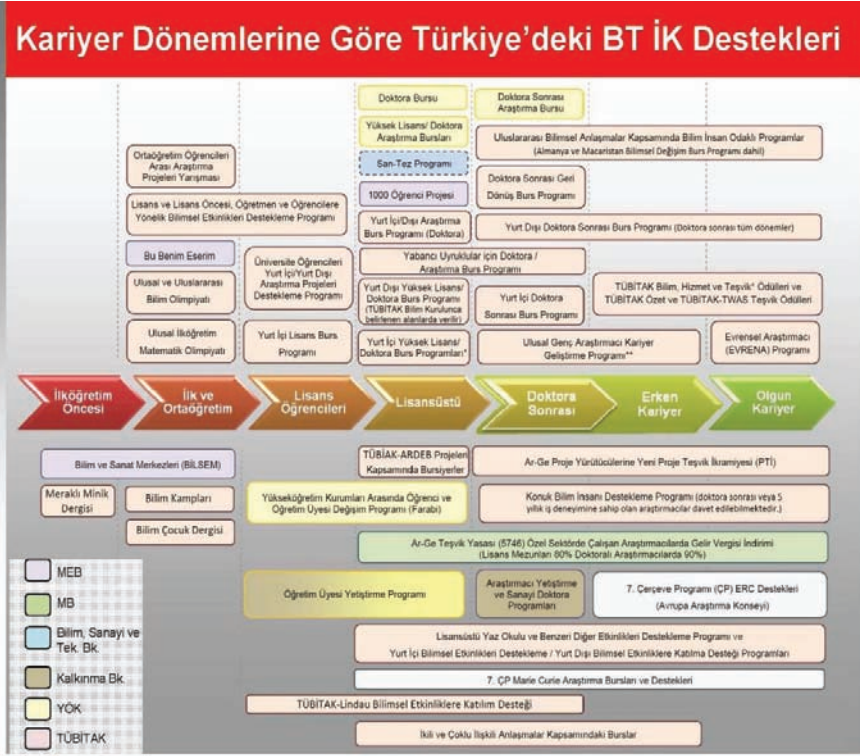 Kariyer Dönemlerine Göre Türkiye'deki BT İK Destekleri
Doktora Bursu
Doktora Sonrası
Araştırma Bursu
Yüksek Lisans/ Doktora
Araştırma Bursları
Uluslararası Bilimsel Anlaşmalar Kapsamında Bilim İnsan Odaklı Programlar
(Almanya ve Macaristan Bilimsel Değişim Burs Programı dahil)
Ortaöğretim Öğrencileri
Arası Araştırma
Projeleri Yarışması
San-Tez Programı
Doktora Sonrası Geri
Dönüş Burs Programı
1000 Öğrenci Projesi
Lisans ve Lisans Öncesi, Öğretmen ve Öğrencilere
Yönelik Bilimsel Etkinlikleri Destekleme Programı
Yurt İçi/Dışı Araştırma
Burs Programı (Doktora)
Yurt Dışı Doktora Sonrası Burs Programı (Doktora sonrası tüm dönemler)
Bu Benim Eserim
Üniversite Öğrencileri
Yurt İçi/Yurt Dışı
Araştırma Projeleri
Destekleme Programı
Yabancı Uyruklular için Doktora /
Araştırma Burs Programı
Ulusal ve Uluslararası
Bilim Olimpiyatı
Yurt Dışı Yüksek Lisans/
Doktora Burs Programı
(TÜBİTAK Bilim Kurulunca
belirlenen alanlarda verilir)
Yurt İçi Doktora
Sonrası Burs Programı
TÜBİTAK Bilim, Hizmet ve Teşvik* Ödülleri ve
TÜBİTAK Özet ve TÜBİTAK-TWAS Teşvik Ödülleri
Ulusal İlköğretim
Matematik Olimpiyatı
Yurt İçi Lisans Burs
Programı
Yurt İçi Yüksek Lisans/
Doktora Burs Programları*
Ulusal Genç Araştırmacı Kariyer
Geliştirme Programı**
Evrensel Araştırmacı
(EVRENA) Programı
İlköğretim
Öncesi
İlk ve
Ortaöğretim
Lisans
Öğrencileri
Lisansüstü
Doktora
Sonrası
Erken
Kariyer
Olgun
Kariyer
Bilim ve Sanat Merkezleri (BİLSEM)
TÜBİAK-ARDEB Projeleri
Kapsamında Bursiyerler
Ar-Ge Proje Yürütücülerine Yeni Proje Teşvik İkramiyesi (PTİ)
Meraklı Minik
Dergisi
Bilim Kampları
Yükseköğretim Kurumları Arasında Öğrenci ve
Öğretim Üyesi Değişim Programı (Farabi)
Konuk Bilim İnsanı Destekleme Programı (doktora sonrası veya 5
yıllık iş deneyimine sahip olan araştırmacılar davet edilebilmektedir.)
Bilim Çocuk Dergisi
Ar-Ge Teşvik Yasası (5746) Özel Sektörde Çalışan Araştırmacılarda Gelir Vergisi İndirimi
(Lisans Mezunları 80% Doktoralı Araştırmacılarda 90%)
MEB
MB
Bilim, Sanayi ve
Tek. Bk.
Kalkınma Bk.
YÖK
TÜBİTAK
Öğretim Üyesi Yetiştirme Programı
Araştırmacı Yetiştirme
ve Sanayi Doktora
Programları
7. Çerçeve Programı (ÇP) ERC Destekleri
(Avrupa Araştırma Konseyi)
Lisansüstü Yaz Okulu ve Benzeri Diğer Etkinlikleri Destekleme Programı ve
Yurt İçi Bilimsel Etkinlikleri Destekleme / Yurt Dışı Bilimsel Etkinliklere Katılma Desteği Programları
7. ÇP Marie Curie Araştırma Bursları ve Destekleri
TÜBİTAK-Lindau Bilimsel Etkinliklere Katılım Desteği
İkili ve Çoklu İlişkili Anlaşmalar Kapsamındaki Burslar